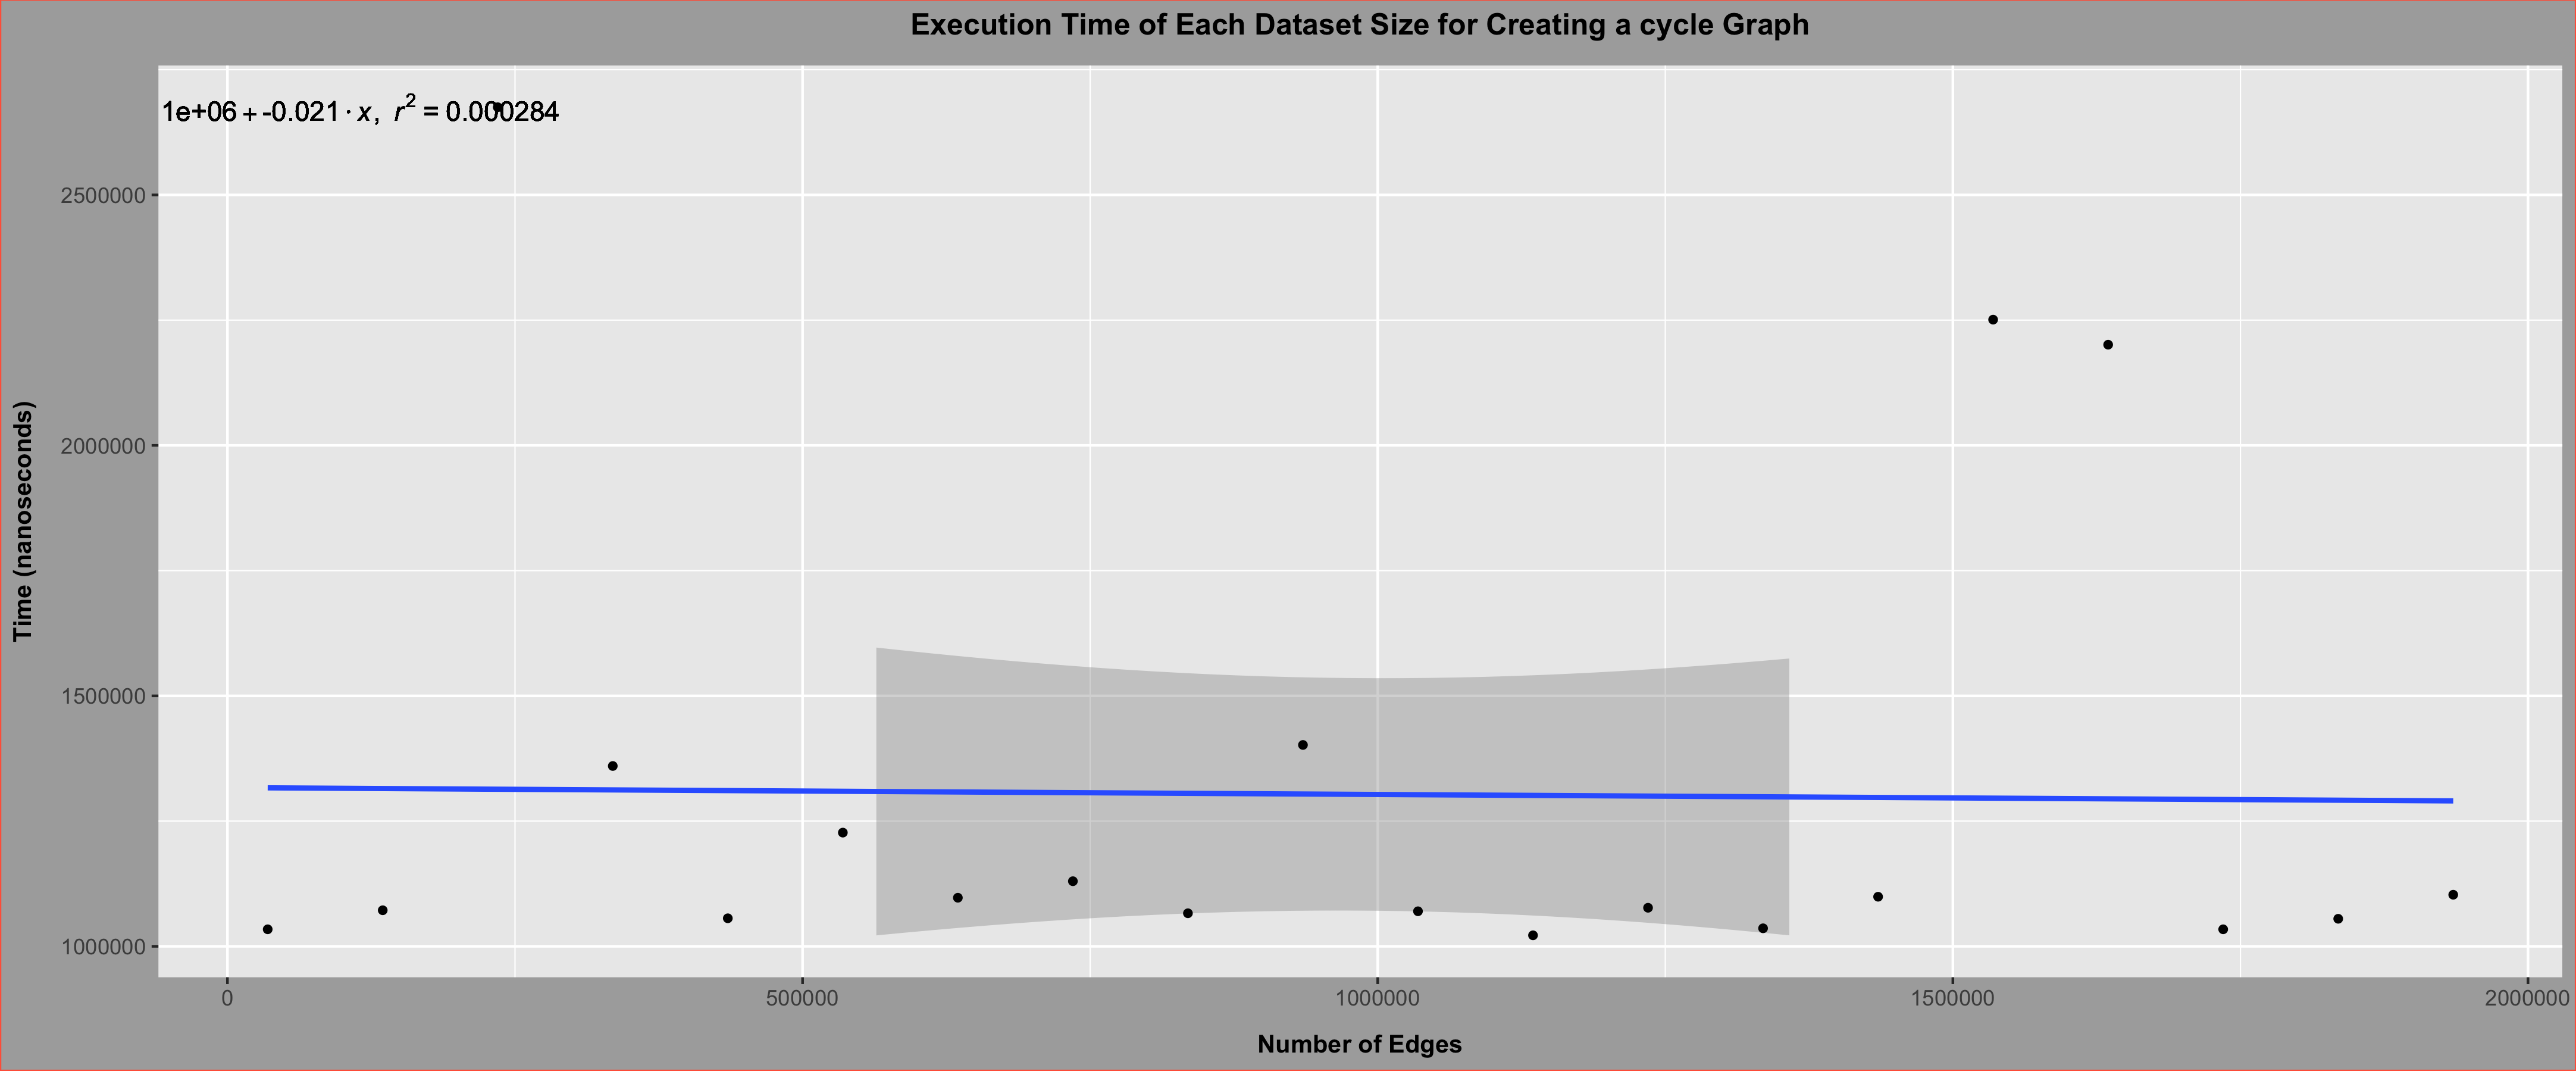 Execution Time of Each Dataset Size for Creating a cycle Graph
1e+06 + -0.021 · x, r² = 0.000284
2500000
2000000
1500000
1000000
Time (nanoseconds)
0 500000 1000000 1500000 2000000
Number of Edges